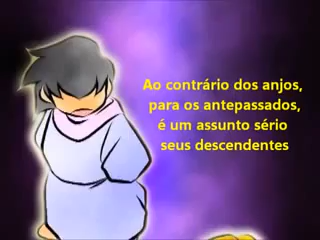 Ao contrário dos anjos,
para os antepassados,
é um assunto sério
seus descendentes